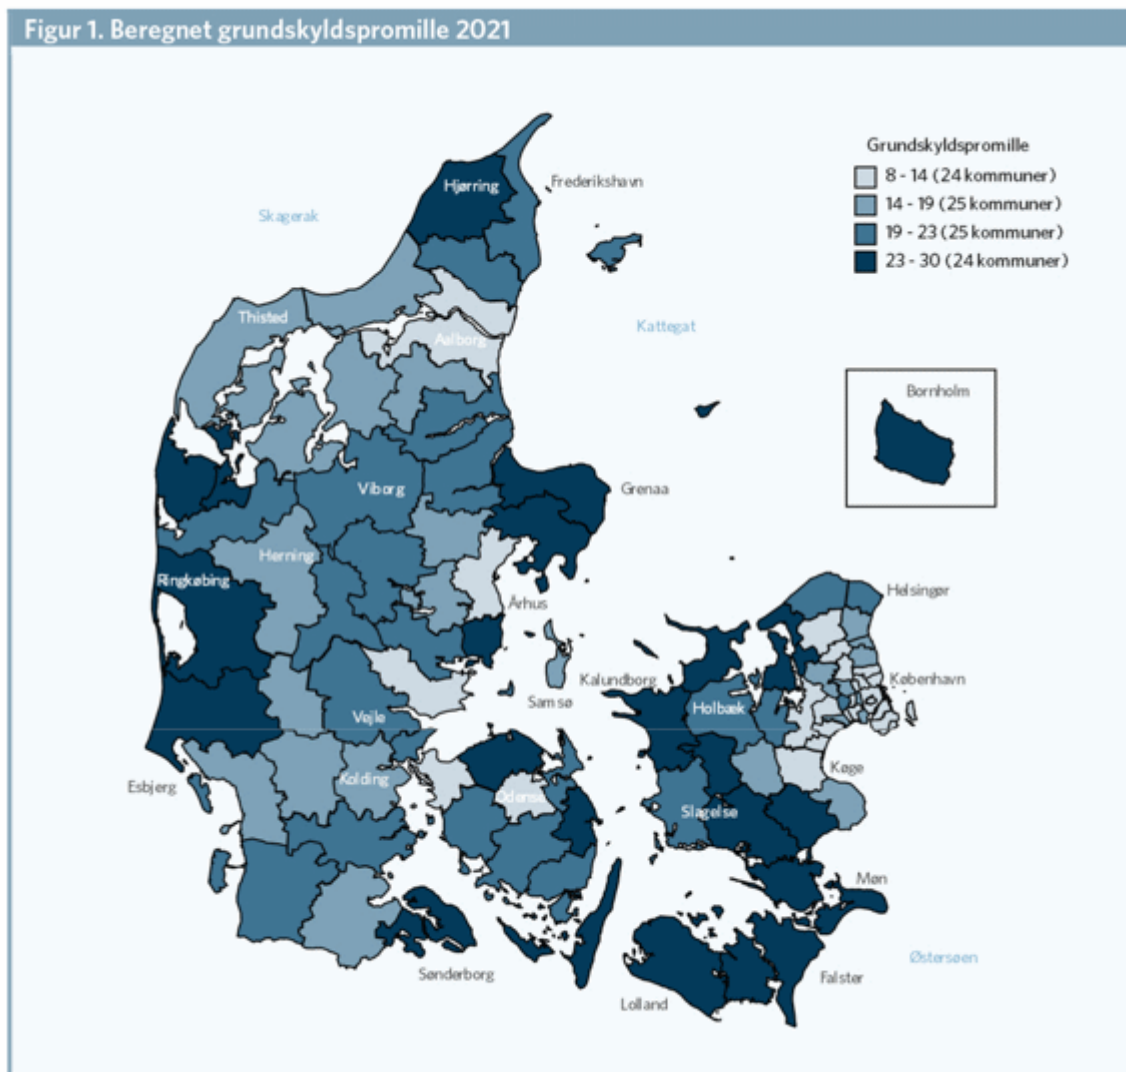 Figur 1. Beregnet grundskyldspromille 2021
Grundskyldspromille
8 - 14 (24 kommuner)
14 - 19 (25 kommuner)
19 - 23 (25 kommuner)
23 - 30 (24 kommuner)
Hjørring
Frederikshavn
Skagerak
Thisted
Kattegat
Aalborg
Bornholm
Viborg
Grenaa
Herning
Ringkøbing
Helsingør
Århus
Kalundborg
København
Samsø
Holbæk
Vejle
Køge
Kolding
Esbjerg
Odense
Slagelse
Møn
Østersøen
Sønderborg
Falster
Lolland